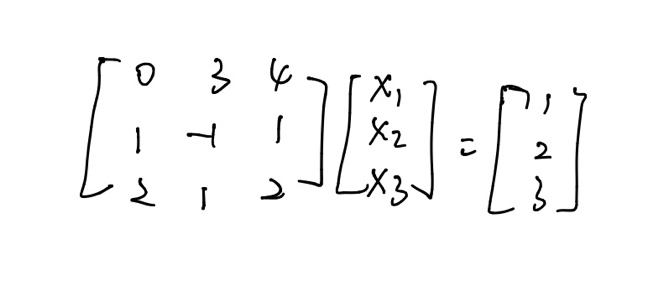 [0 3 4] [x₁] = [1]
[1 -1 1] [x₂] [2]
[2 1 2] [x₃] [3]